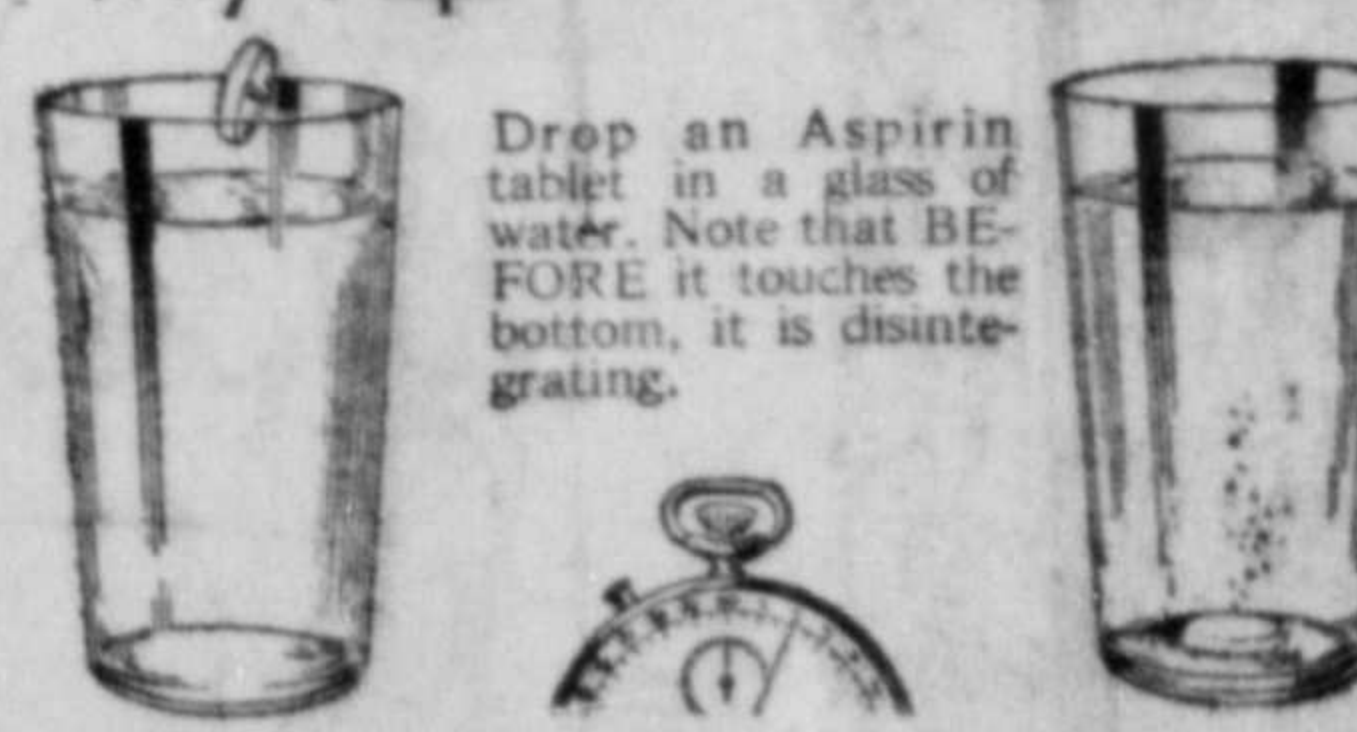 Drop an Aspirin
tablet in a glass of
water. Note that BE-
FORE it touches the
bottom, it is disinte-
grating.